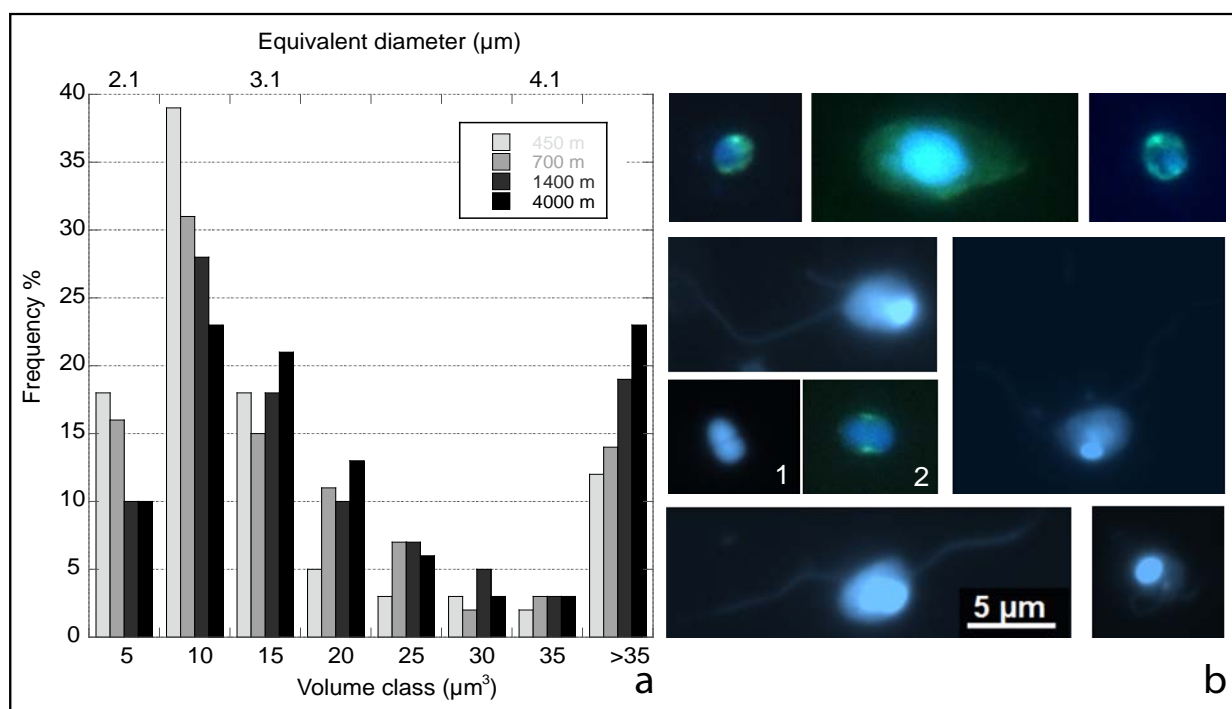 Equivalent diameter (µm)
2.1 3.1 4.1
40
35
30
25
20
15
10
5
0
Frequency %
450 m
700 m
1400 m
4000 m
5 10 15 20 25 30 35 >35
Volume class (µm³)
a
1
2
5 µm
b